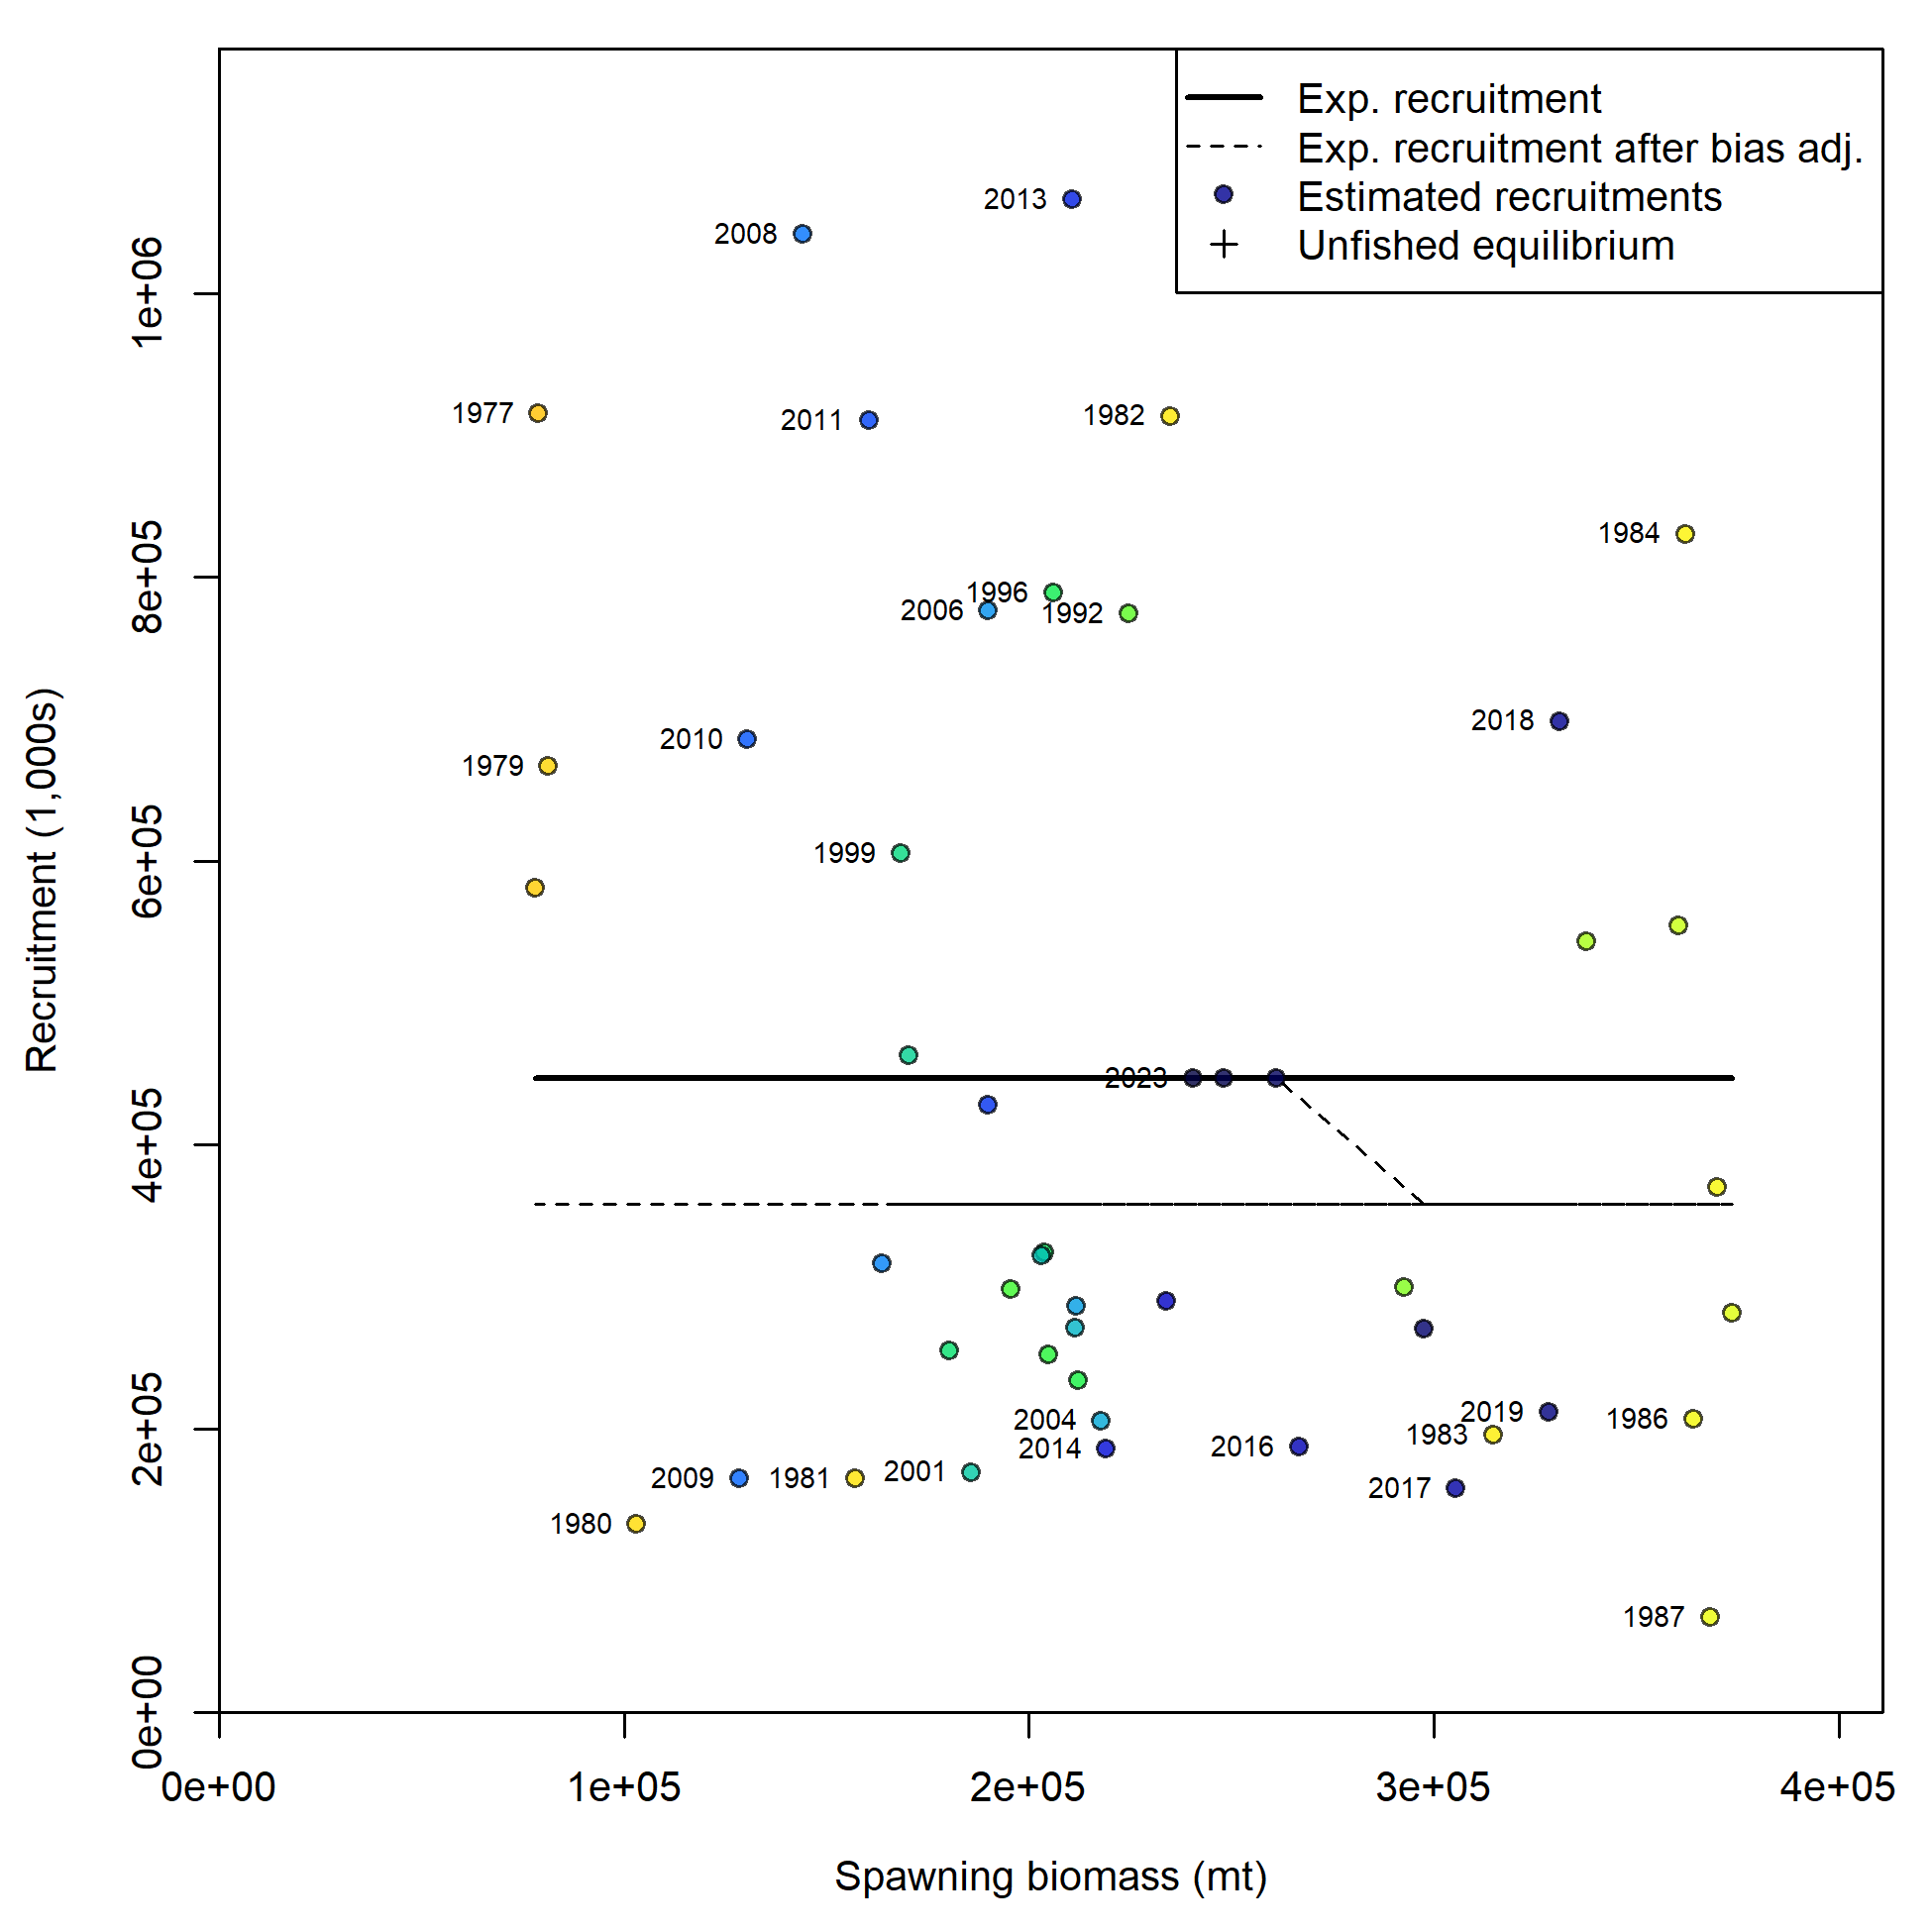 Exp. recruitment
Exp. recruitment after bias adj.
Estimated recruitments
Unfished equilibrium
2013
2008
1977
2011
1982
1984
1996
2006
1992
2018
2010
1979
1999
2023
2004
2014
2016
1983
2019
1986
2009
1981
2001
2017
1980
1987
Recruitment (1,000s)
1e+06
8e+05
6e+05
4e+05
2e+05
0e+00
0e+00
1e+05
2e+05
3e+05
4e+05
Spawning biomass (mt)